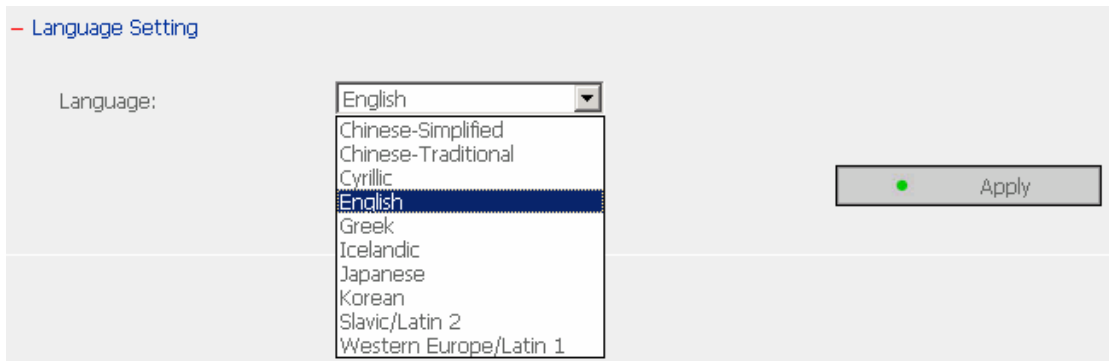 – Language Setting
Language:
English
Chinese-Simplified
Chinese-Traditional
Cyrillic
English
Greek
Icelandic
Japanese
Korean
Slavic/Latin 2
Western Europe/Latin 1
Apply